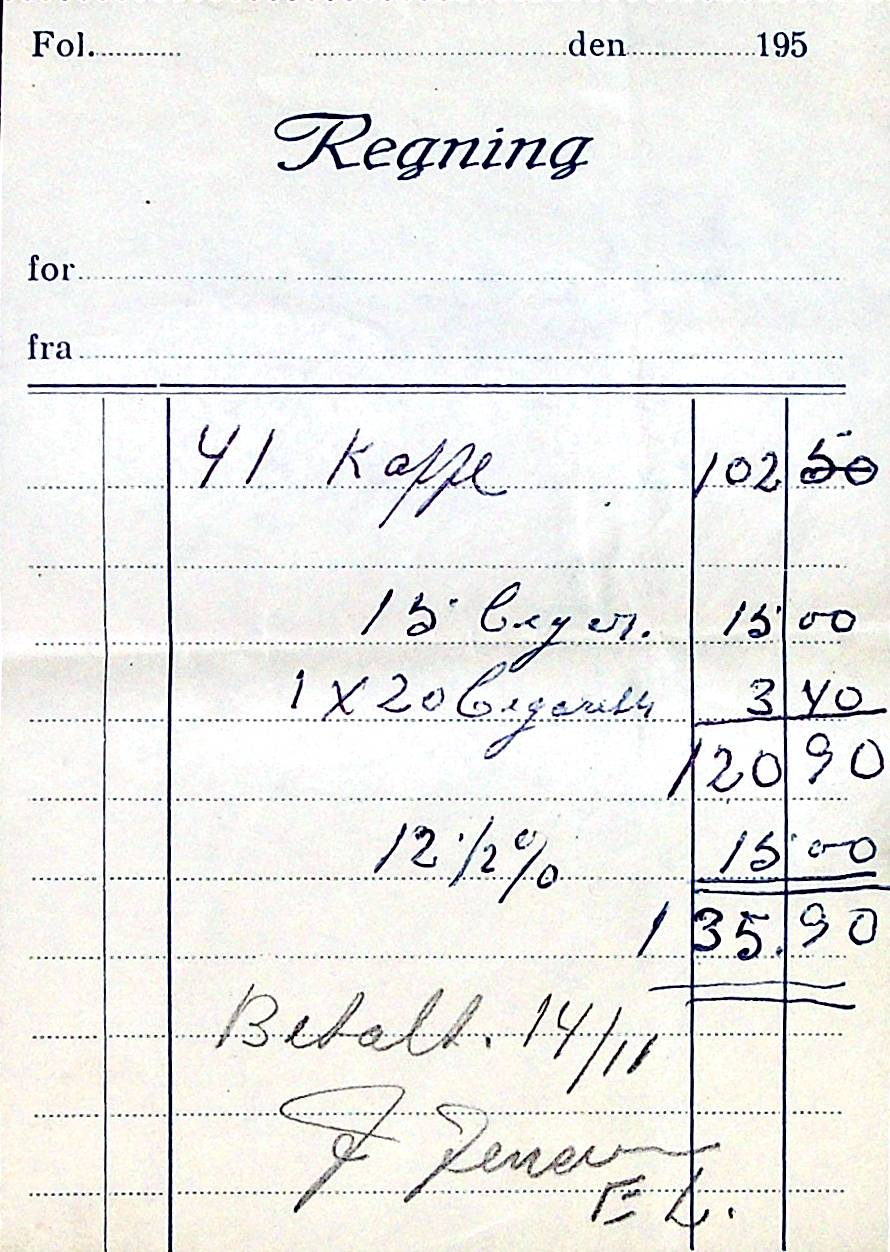 Fol. den 195
Regning
for
fra
41 Kaffe 102 50
15 Cigar. 15 00
1 X 20 Cigaretter 3 40
120 90
12 1/2 % 15 00
135.90
Betalt. 14/11
F Jensen
E L.